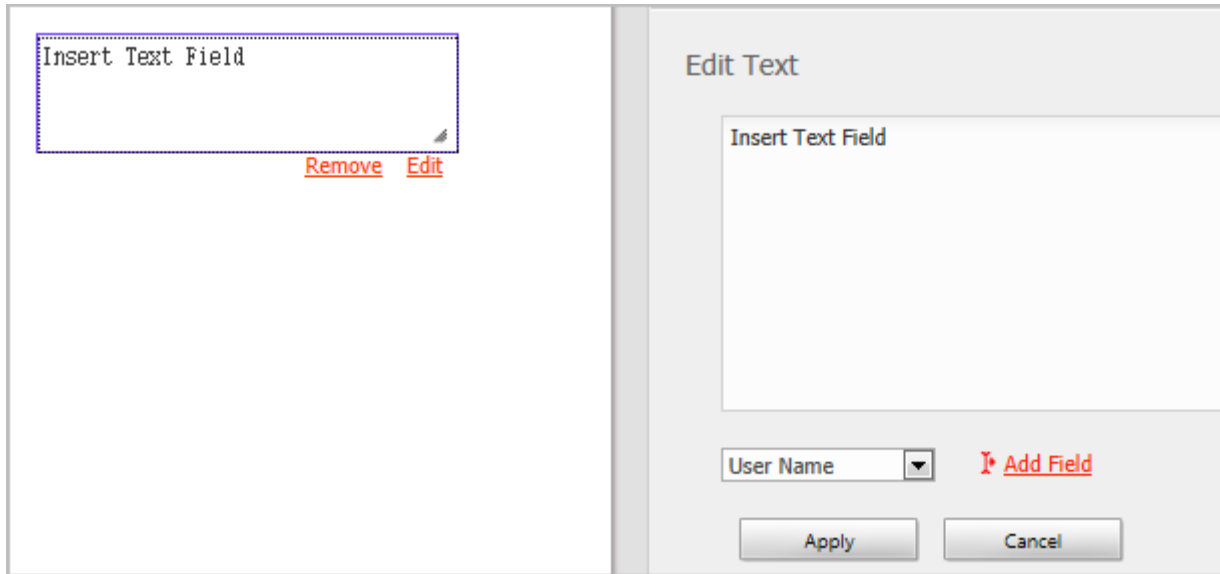 Insert Text Field
Remove Edit
Edit Text
Insert Text Field
User Name
Add Field
Apply Cancel